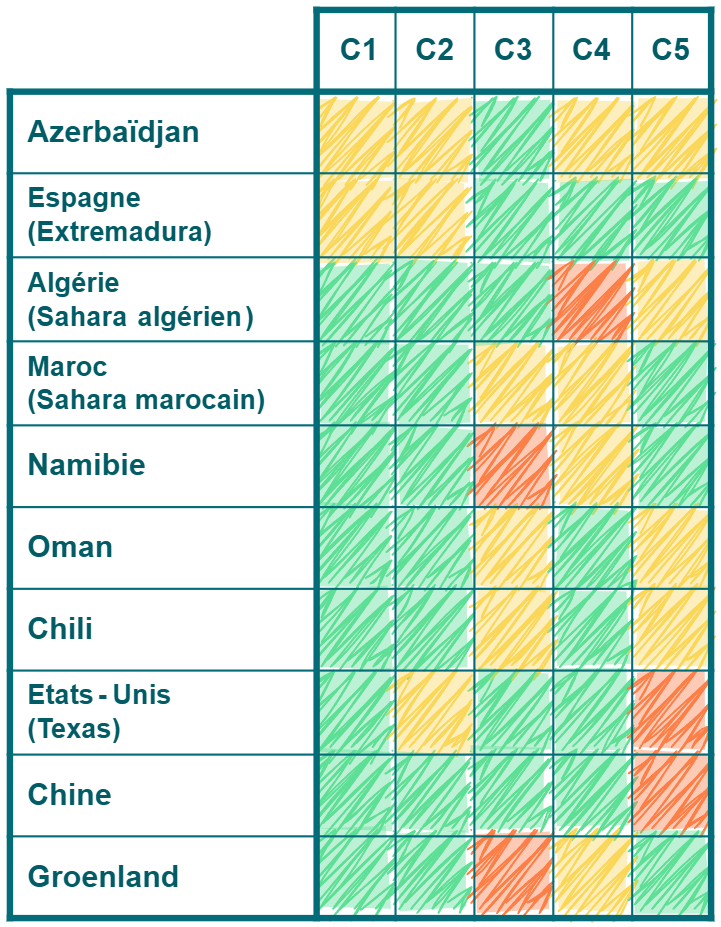 C1 C2 C3 C4 C5
Azerbaïdjan
Espagne
(Extremadura)
Algérie
(Sahara algérien)
Maroc
(Sahara marocain)
Namibie
Oman
Chili
Etats-Unis
(Texas)
Chine
Groenland